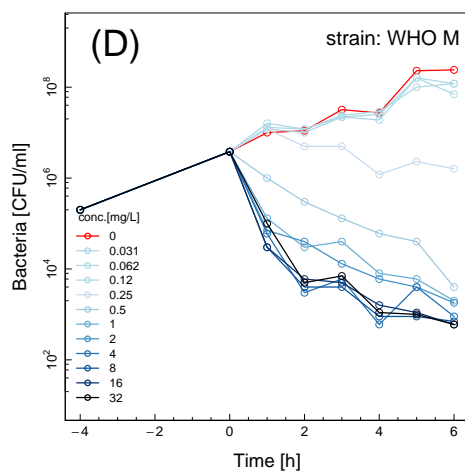 (D)
strain: WHO M
Bacteria [CFU/ml]
10^8
10^6
10^4
10^2
conc.[mg/L]
0
0.031
0.062
0.12
0.25
0.5
1
2
4
8
16
32
−4 −2 0 2 4 6
Time [h]